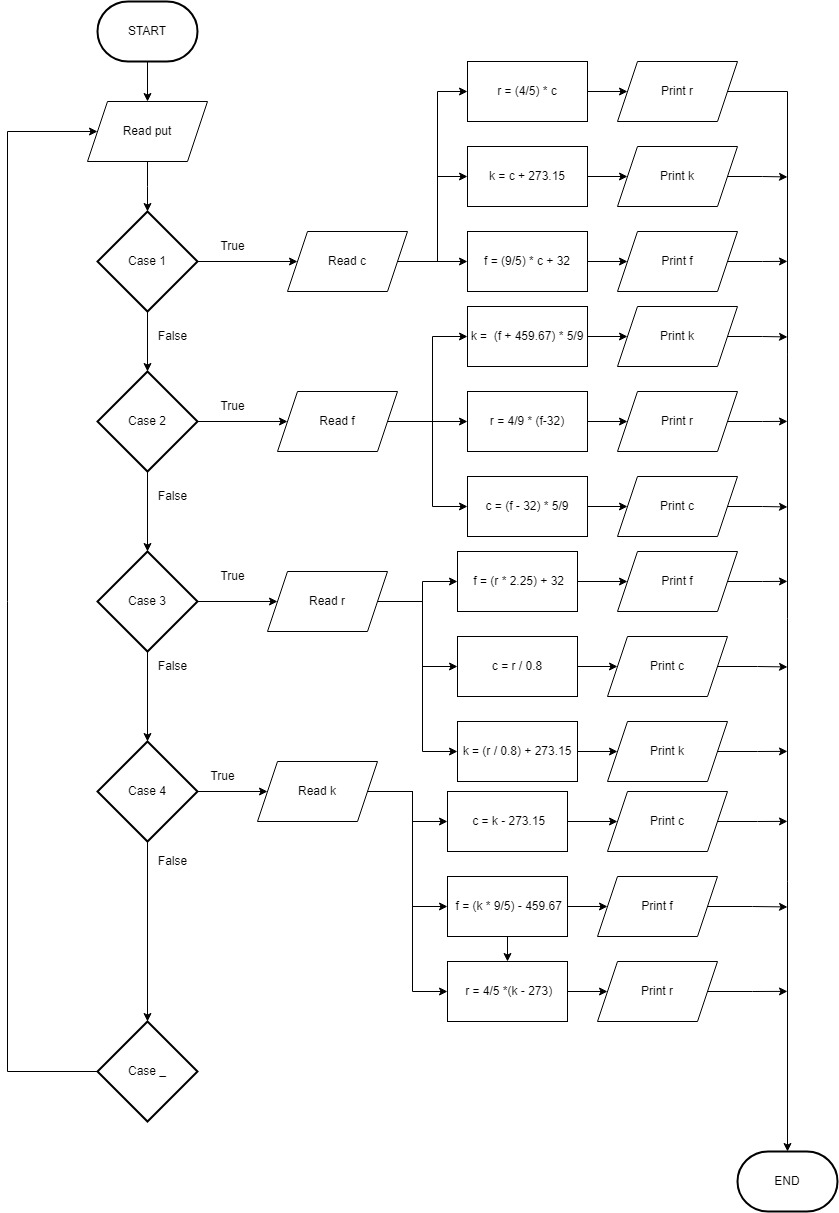 START
Read put
Case 1
True
Read c
r = (4/5) * c
Print r
k = c + 273.15
Print k
f = (9/5) * c + 32
Print f
False
Case 2
True
Read f
k =  (f + 459.67) * 5/9
Print k
r = 4/9 * (f-32)
Print r
c = (f - 32) * 5/9
Print c
False
Case 3
True
Read r
f = (r * 2.25) + 32
Print f
c = r / 0.8
Print c
k = (r / 0.8) + 273.15
Print k
False
Case 4
True
Read k
c = k - 273.15
Print c
f = (k * 9/5) - 459.67
Print f
r = 4/5 *(k - 273)
Print r
False
Case _
END